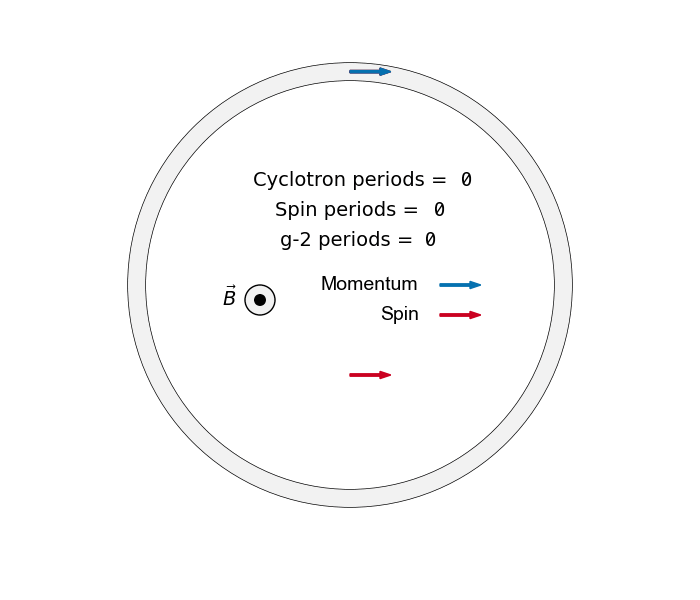 Cyclotron periods = 0
Spin periods = 0
g-2 periods = 0
Momentum
B⃗
Spin